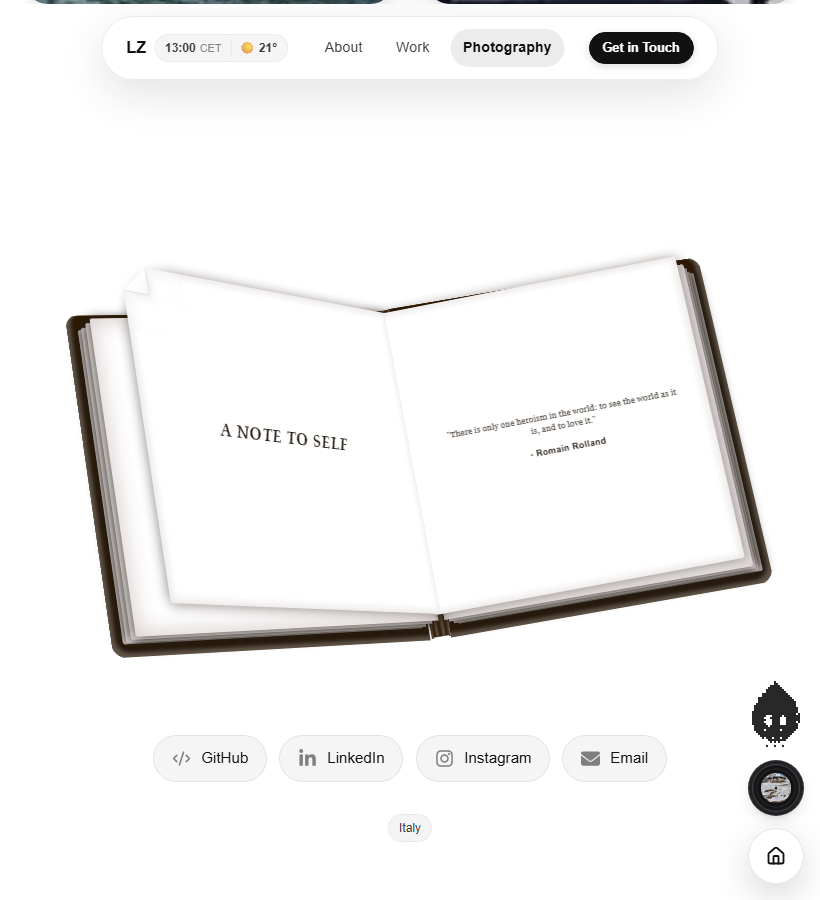 LZ
13:00 CET
21°
About
Work
Photography
Get in Touch
A NOTE TO SELF
"There is only one heroism in the world: to see the world as it
is, and to love it."
- Romain Rolland
GitHub
LinkedIn
Instagram
Email
Italy